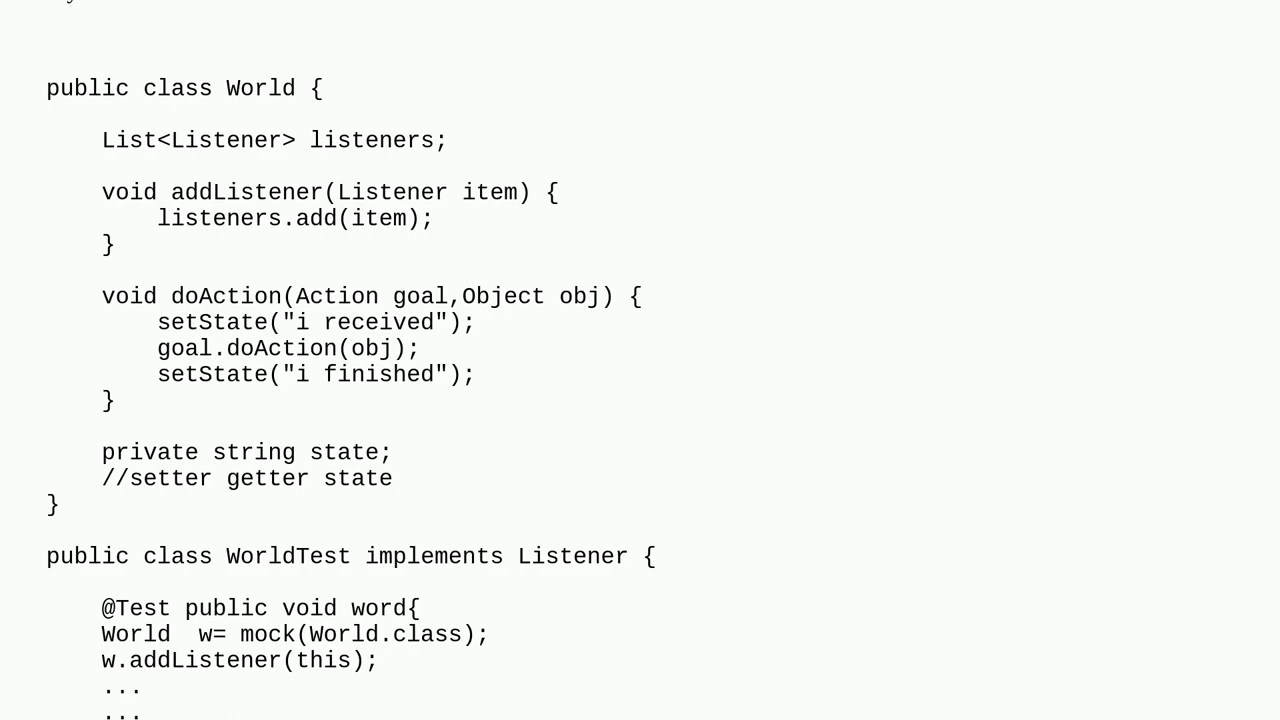 public class World {
List<Listener> listeners;
void addListener(Listener item) {
listeners.add(item);
}
void doAction(Action goal,Object obj) {
setState("i received");
goal.doAction(obj);
setState("i finished");
}
private string state;
//setter getter state
}
public class WorldTest implements Listener {
@Test public void word{
World  w= mock(World.class);
w.addListener(this);
...
...